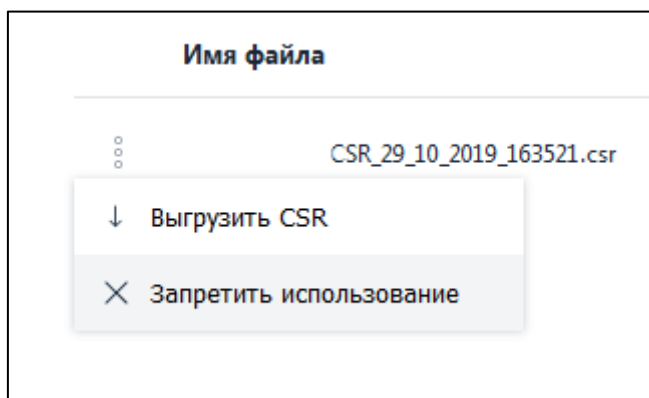 Имя файла
CSR_29_10_2019_163521.csr
Выгрузить CSR
Запретить использование